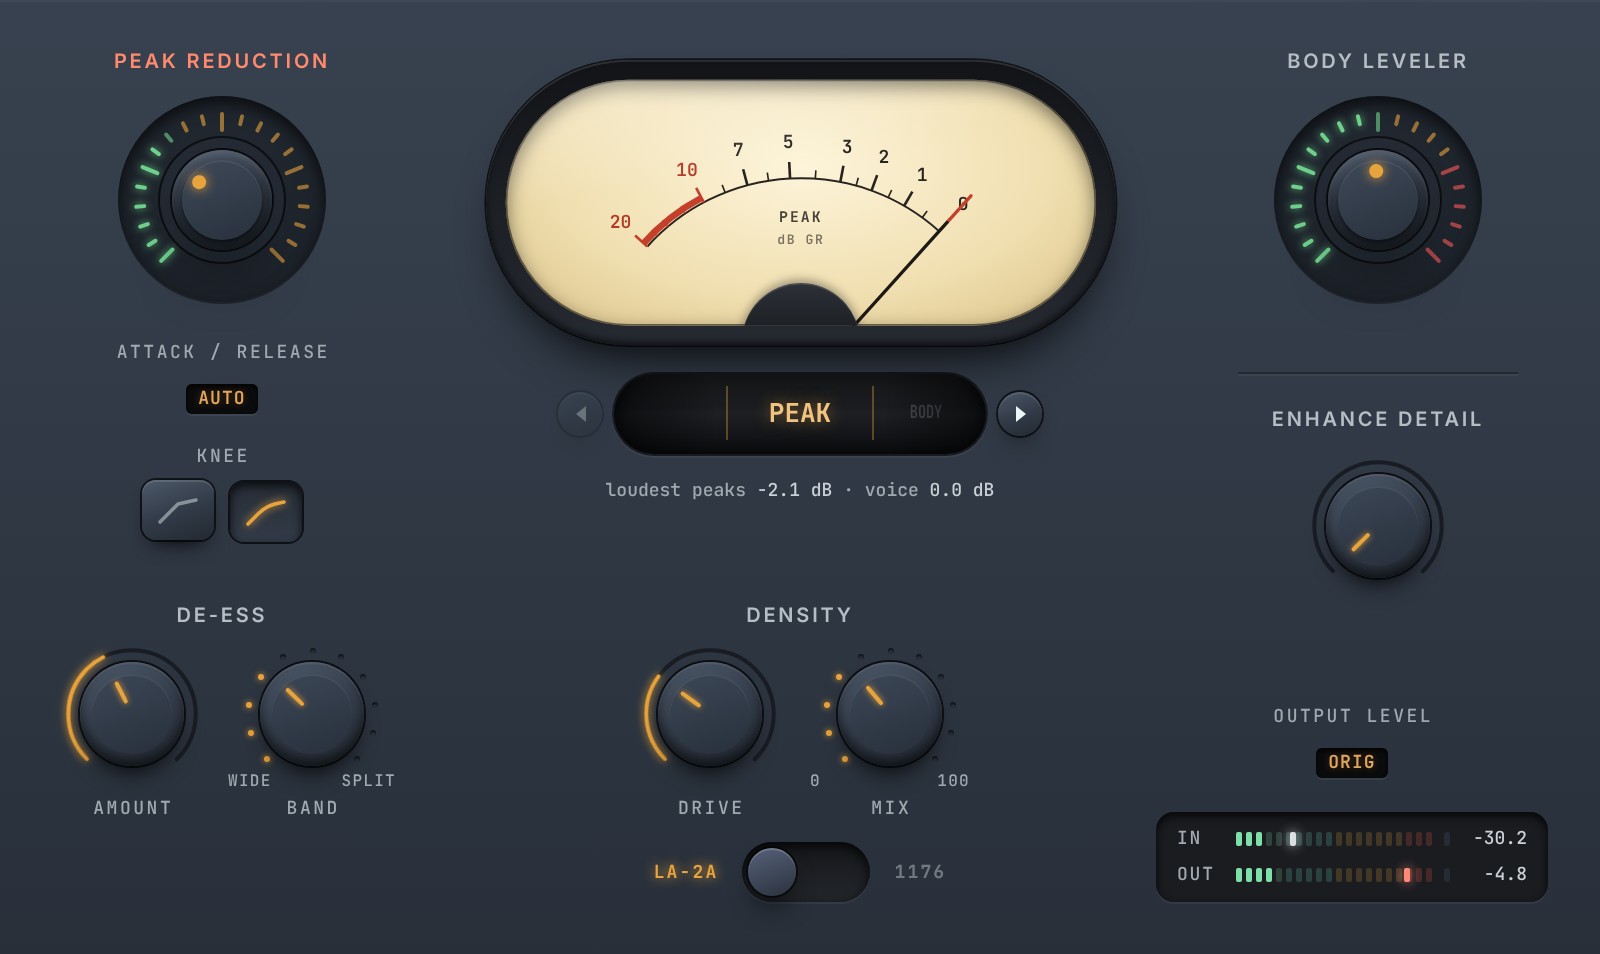 PEAK REDUCTION
BODY LEVELER
20 10 7 5 3 2 1 0
PEAK
dB GR
ATTACK / RELEASE
AUTO
PEAK
BODY
ENHANCE DETAIL
KNEE
loudest peaks -2.1 dB · voice 0.0 dB
DE-ESS
DENSITY
OUTPUT LEVEL
ORIG
WIDE SPLIT
0 100
AMOUNT BAND
DRIVE MIX
IN -30.2
OUT -4.8
LA-2A 1176